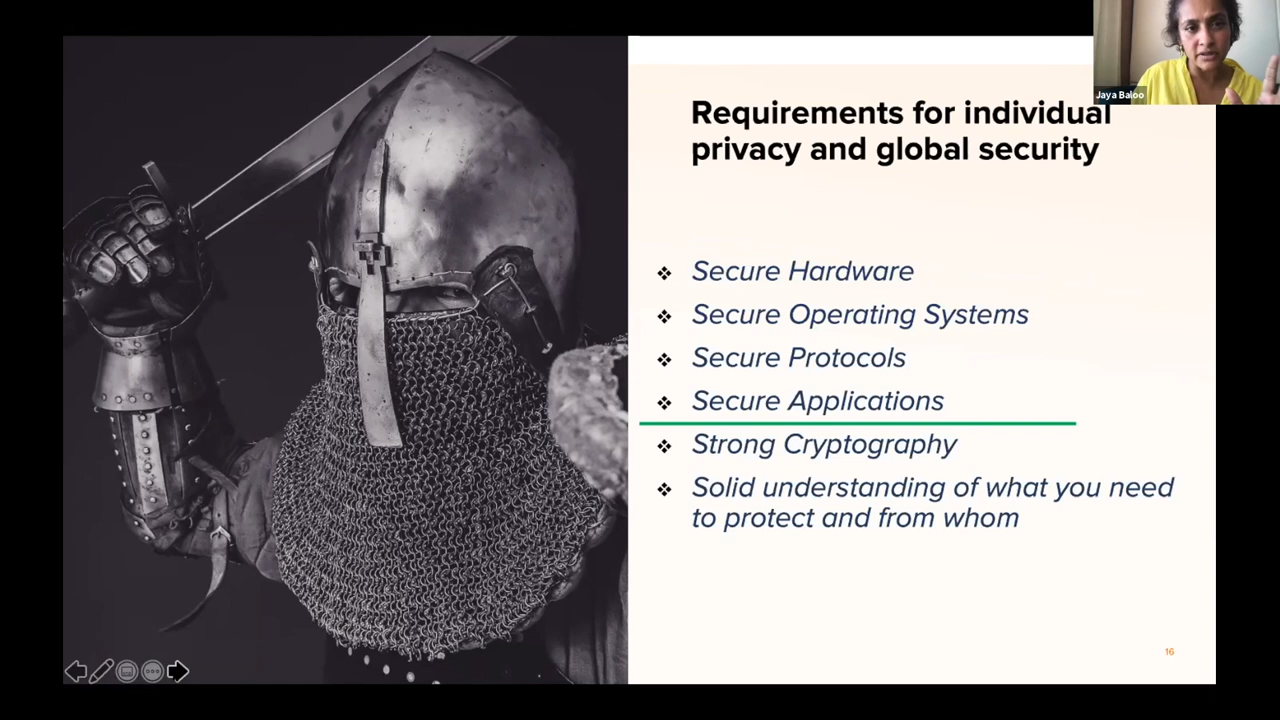 Jaya Baloo
Requirements for individual
privacy and global security
Secure Hardware
Secure Operating Systems
Secure Protocols
Secure Applications
Strong Cryptography
Solid understanding of what you need
to protect and from whom
16